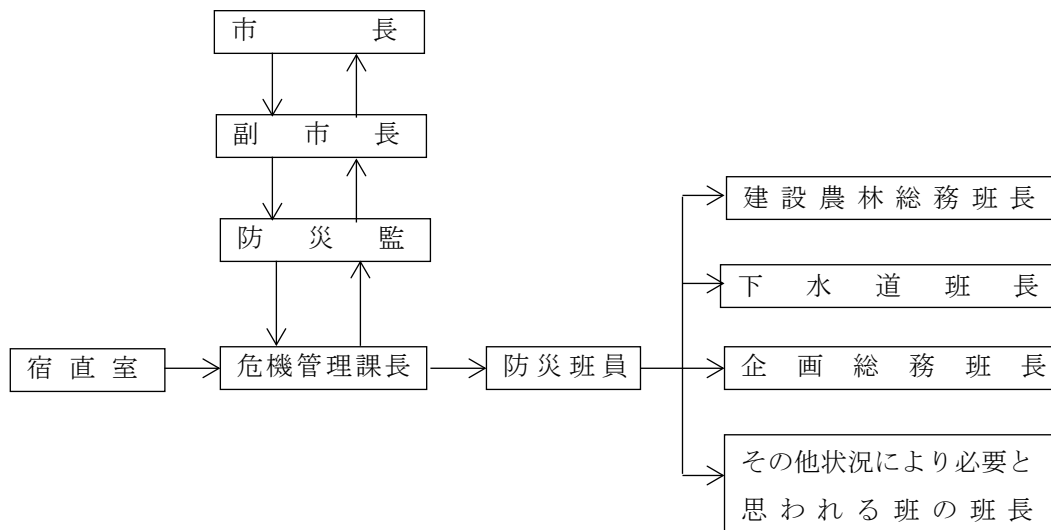 市長
副市長
防災監
宿直室
危機管理課長
防災班員
建設農林総務班長
下水道班長
企画総務班長
その他状況により必要と
思われる班の班長